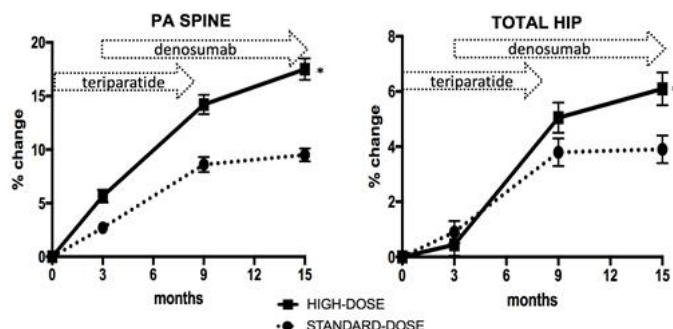 PA SPINE
20
15
10
5
0
% change
denosumab
teriparatide
*
0 3 6 9 12 15
months
TOTAL HIP
8
6
4
2
0
% change
denosumab
teriparatide
0 3 6 9 12 15
months
HIGH-DOSE
STANDARD-DOSE